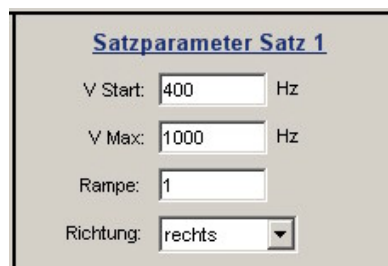 Satzparameter Satz 1
V Start: 400 Hz
V Max: 1000 Hz
Rampe: 1
Richtung: rechts